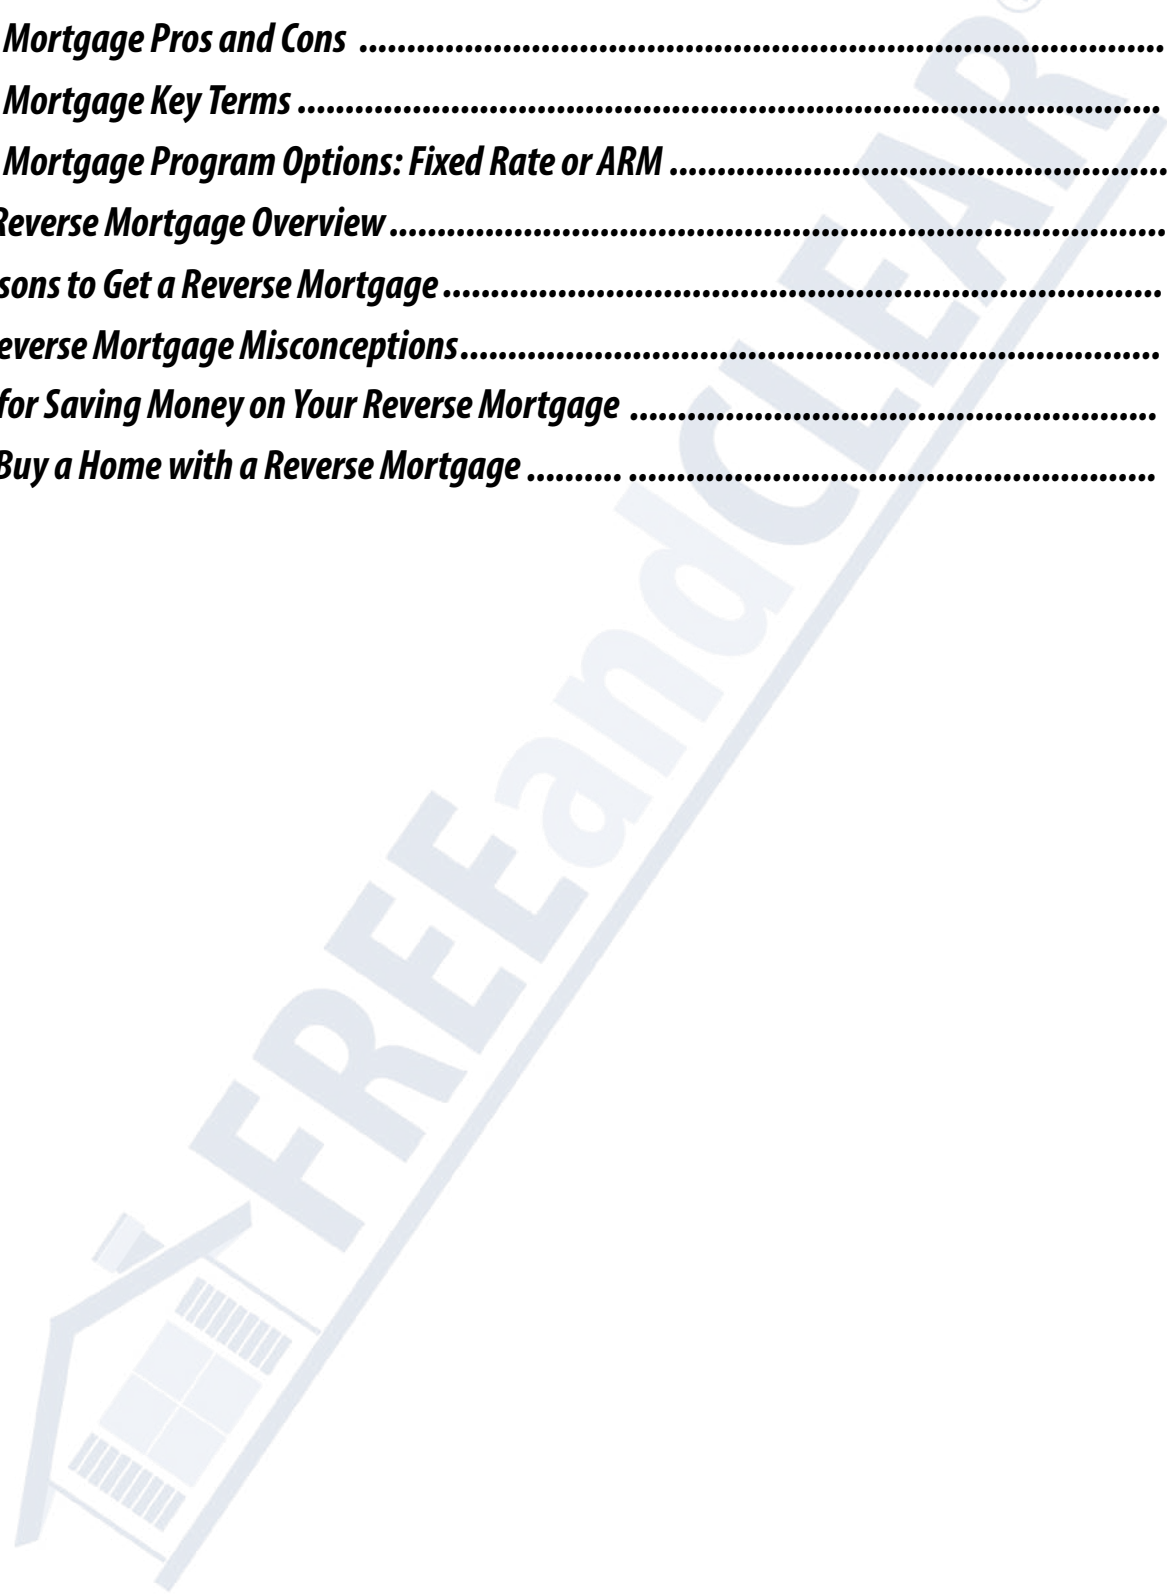 Mortgage Pros and Cons ....................................................................................
Mortgage Key Terms ..........................................................................................
Mortgage Program Options: Fixed Rate or ARM ....................................................
Reverse Mortgage Overview .................................................................................
sons to Get a Reverse Mortgage ...........................................................................
everse Mortgage Misconceptions .........................................................................
for Saving Money on Your Reverse Mortgage .......................................................
Buy a Home with a Reverse Mortgage .......... .......................................................
FREEandCLEAR®